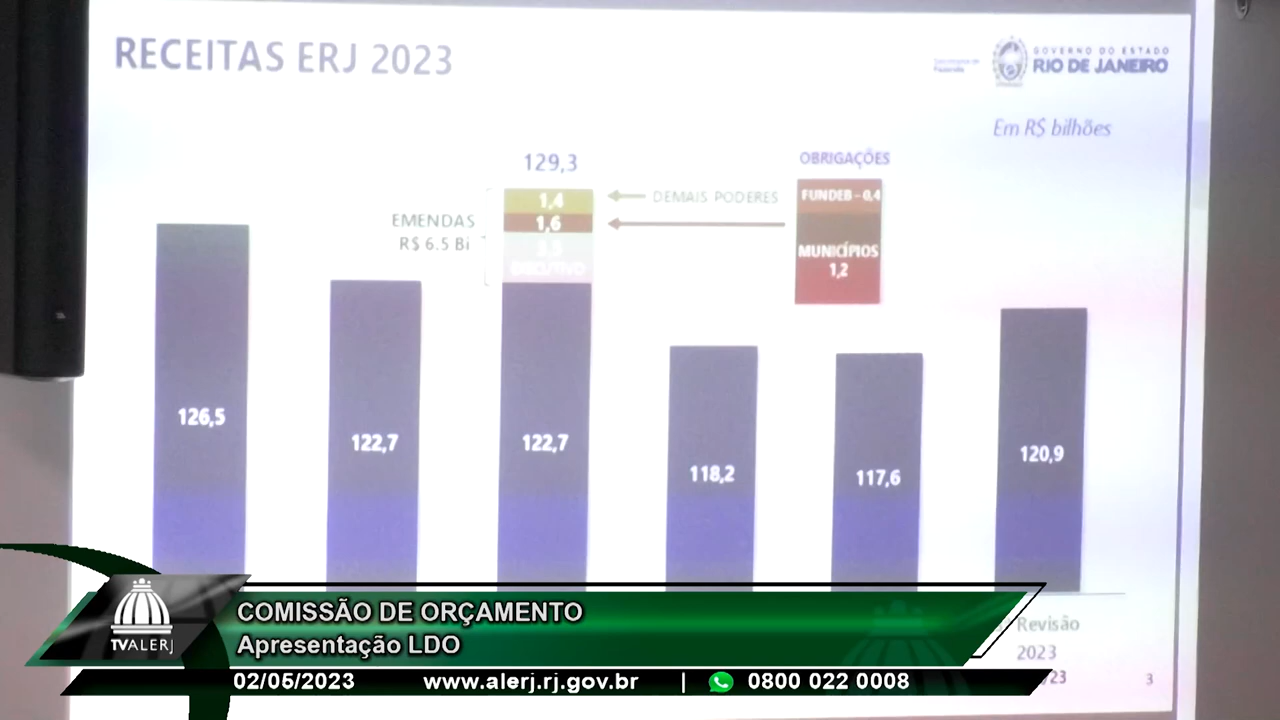 RECEITAS ERJ 2023
GOVERNO DO ESTADO
RIO DE JANEIRO
Em R$ bilhões
129,3
OBRIGAÇÕES
1,4
DEMAIS PODERES
FUNDEB - 0,4
EMENDAS
R$ 6.5 Bi
1,6
MUNICÍPIOS
1,2
126,5
122,7
122,7
118,2
117,6
120,9
Revisão
2023
3
COMISSÃO DE ORÇAMENTO
Apresentação LDO
TVALERJ
02/05/2023 www.alerj.rj.gov.br | 0800 022 0008